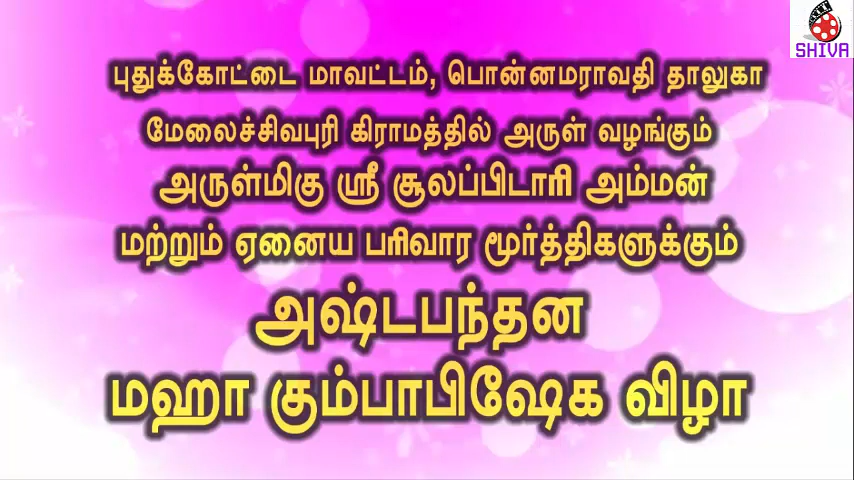 SHIVA
புதுக்கோட்டை மாவட்டம், பொன்னமராவதி தாலுகா
மேலைச்சிவபுரி கிராமத்தில் அருள் வழங்கும்
அருள்மிகு ஸ்ரீ சூலப்பிடாரி அம்மன்
மற்றும் ஏனைய பரிவார மூர்த்திகளுக்கும்
அஷ்டபந்தன
மஹா கும்பாபிஷேக விழா